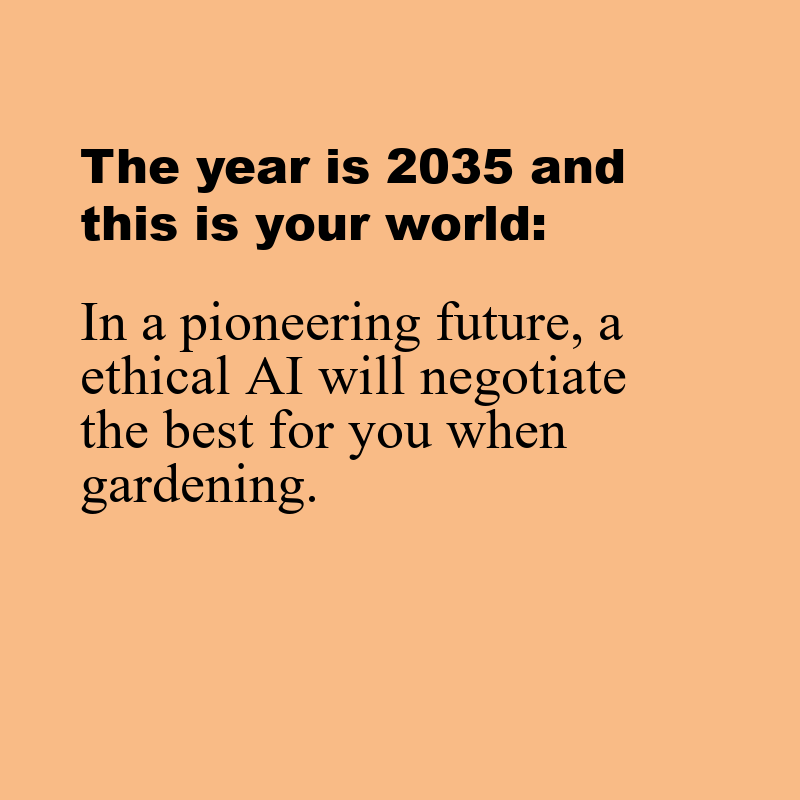 The year is 2035 and
this is your world:
In a pioneering future, a
ethical AI will negotiate
the best for you when
gardening.